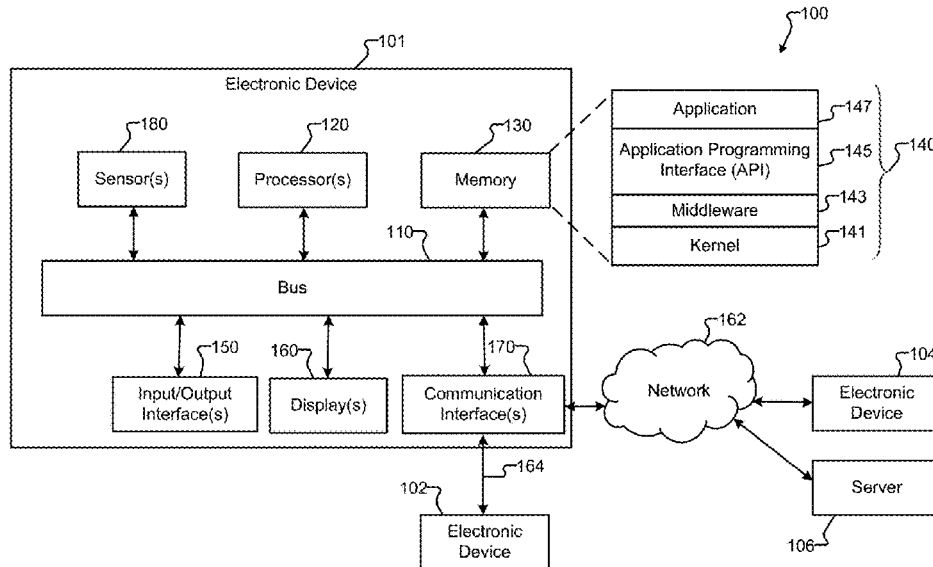 100
101
Electronic Device
180
120
130
Sensor(s)
Processor(s)
Memory
Application
147
Application Programming
Interface (API)
145
140
Middleware
143
Kernel
141
110
Bus
150
160
170
Input/Output
Interface(s)
Display(s)
Communication
Interface(s)
162
Network
104
Electronic
Device
164
102
Electronic
Device
Server
106